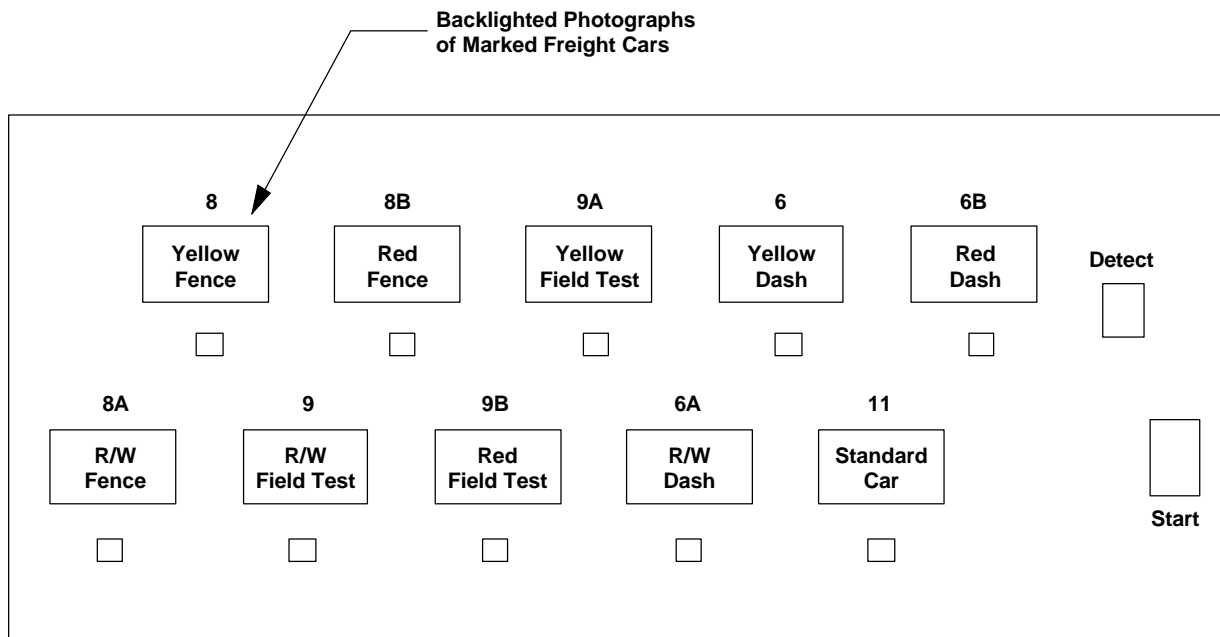 Backlighted Photographs
of Marked Freight Cars
8
8B
9A
6
6B
Yellow
Fence
Red
Fence
Yellow
Field Test
Yellow
Dash
Red
Dash
Detect
8A
9
9B
6A
11
R/W
Fence
R/W
Field Test
Red
Field Test
R/W
Dash
Standard
Car
Start